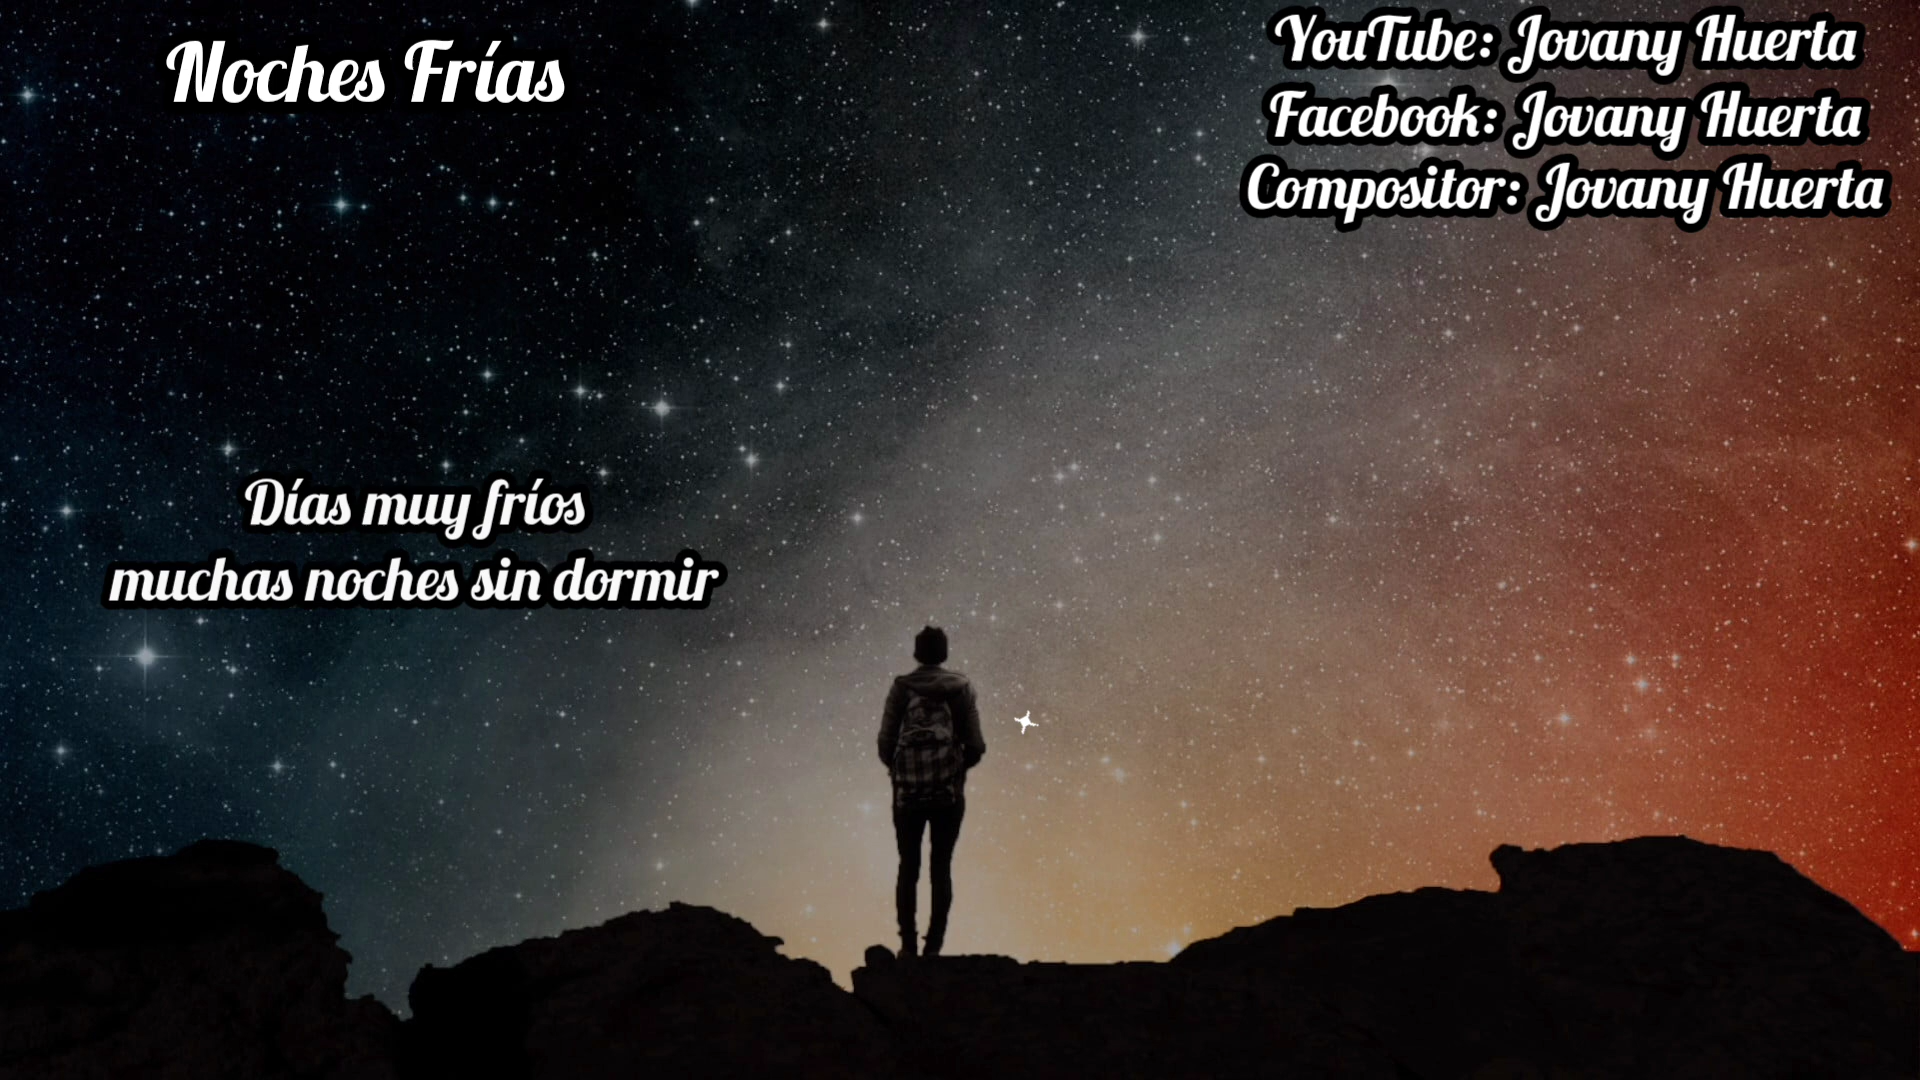 Noches Frías
YouTube: Jovany Huerta
Facebook: Jovany Huerta
Compositor: Jovany Huerta
Días muy fríos
muchas noches sin dormir